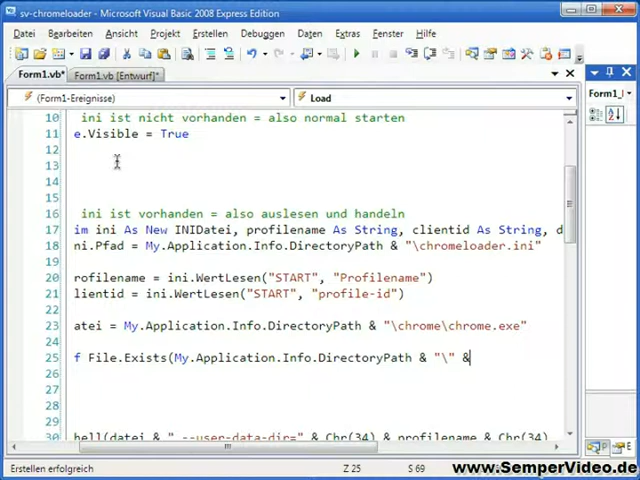 sv-chromeloader - Microsoft Visual Basic 2008 Express Edition
Datei Bearbeiten Ansicht Projekt Erstellen Debuggen Daten Extras Fenster Hilfe
Form1.vb* Form1.vb [Entwurf]*
(Form1-Ereignisse) Load
Form1.vb*
10 ini ist nicht vorhanden = also normal starten
11 e.Visible = True
12
13
14
15
16 ini ist vorhanden = also auslesen und handeln
17 im ini As New INIDatei, profilename As String, clientid As String, d
18 ni.Pfad = My.Application.Info.DirectoryPath & "\chromeloader.ini"
19
20 rofilename = ini.WertLesen("START", "Profilename")
21 lientid = ini.WertLesen("START", "profile-id")
22
23 atei = My.Application.Info.DirectoryPath & "\chrome\chrome.exe"
24
25 f File.Exists(My.Application.Info.DirectoryPath & "\" &
26
27
28
29
30 hell(datei & " --user-data-dir=" & Chr(34) & profilename & Chr(34)
Erstellen erfolgreich Z 25 S 69
www.SemperVideo.de